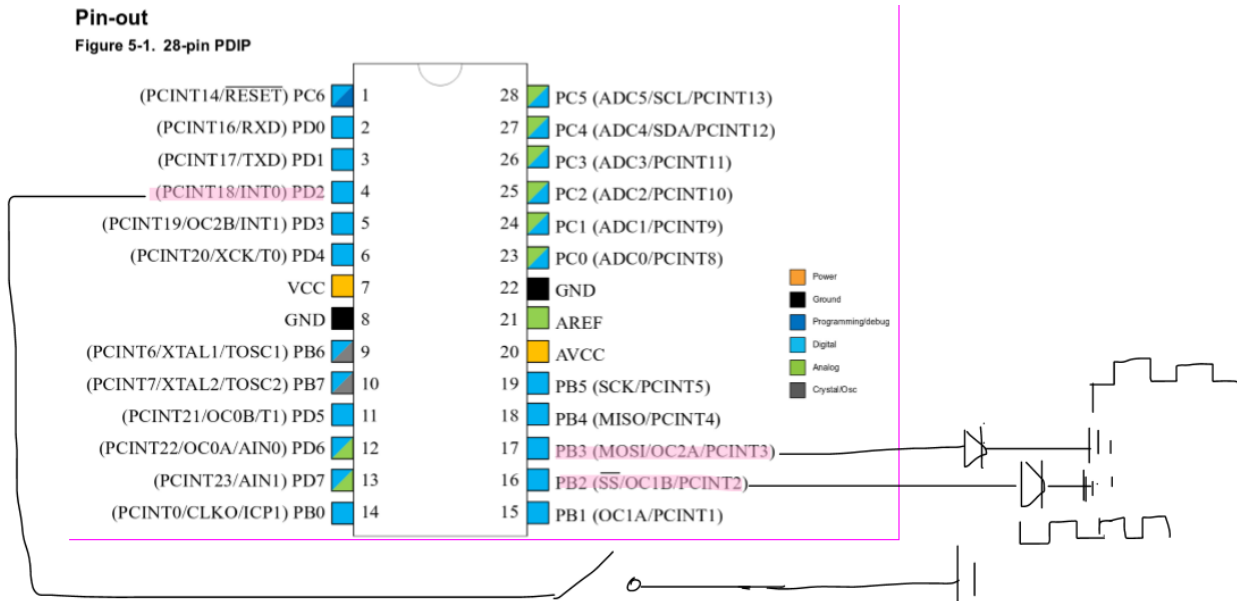 Pin-out
Figure 5-1. 28-pin PDIP
(PCINT14/RESET) PC6 1 28 PC5 (ADC5/SCL/PCINT13)
(PCINT16/RXD) PD0 2 27 PC4 (ADC4/SDA/PCINT12)
(PCINT17/TXD) PD1 3 26 PC3 (ADC3/PCINT11)
(PCINT18/INT0) PD2 4 25 PC2 (ADC2/PCINT10)
(PCINT19/OC2B/INT1) PD3 5 24 PC1 (ADC1/PCINT9)
(PCINT20/XCK/T0) PD4 6 23 PC0 (ADC0/PCINT8)
VCC 7 22 GND
GND 8 21 AREF
(PCINT6/XTAL1/TOSC1) PB6 9 20 AVCC
(PCINT7/XTAL2/TOSC2) PB7 10 19 PB5 (SCK/PCINT5)
(PCINT21/OC0B/T1) PD5 11 18 PB4 (MISO/PCINT4)
(PCINT22/OC0A/AIN0) PD6 12 17 PB3 (MOSI/OC2A/PCINT3)
(PCINT23/AIN1) PD7 13 16 PB2 (SS/OC1B/PCINT2)
(PCINT0/CLKO/ICP1) PB0 14 15 PB1 (OC1A/PCINT1)
Power
Ground
Programming/debug
Digital
Analog
Crystal/Osc